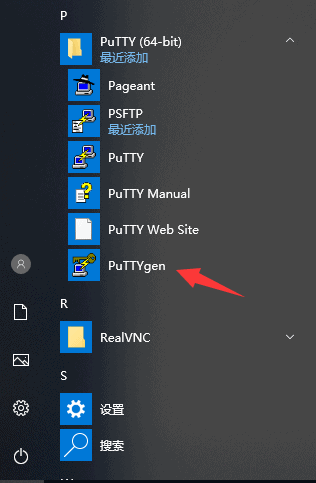 P
PuTTY (64-bit)
最近添加
Pageant
PSFTP
最近添加
PuTTY
PuTTY Manual
PuTTY Web Site
PuTTYgen
R
RealVNC
S
设置
搜索